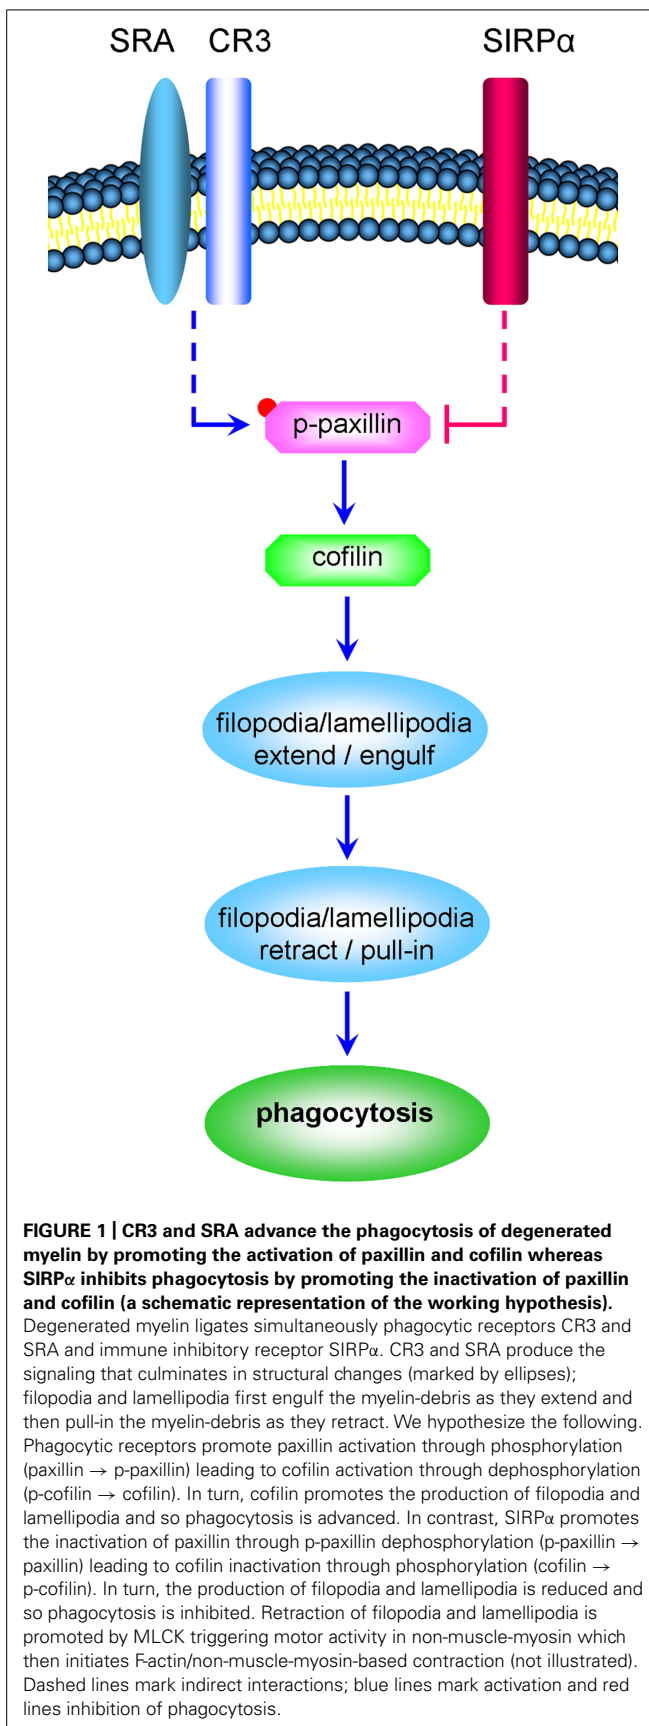 SRA CR3 SIRPα
p-paxillin
cofilin
filopodia/lamellipodia
extend / engulf
filopodia/lamellipodia
retract / pull-in
phagocytosis
FIGURE 1 | CR3 and SRA advance the phagocytosis of degenerated
myelin by promoting the activation of paxillin and cofilin whereas
SIRPα inhibits phagocytosis by promoting the inactivation of paxillin
and cofilin (a schematic representation of the working hypothesis).
Degenerated myelin ligates simultaneously phagocytic receptors CR3 and
SRA and immune inhibitory receptor SIRPα. CR3 and SRA produce the
signaling that culminates in structural changes (marked by ellipses);
filopodia and lamellipodia first engulf the myelin-debris as they extend and
then pull-in the myelin-debris as they retract. We hypothesize the following.
Phagocytic receptors promote paxillin activation through phosphorylation
(paxillin → p-paxillin) leading to cofilin activation through dephosphorylation
(p-cofilin → cofilin). In turn, cofilin promotes the production of filopodia and
lamellipodia and so phagocytosis is advanced. In contrast, SIRPα promotes
the inactivation of paxillin through p-paxillin dephosphorylation (p-paxillin →
paxillin) leading to cofilin inactivation through phosphorylation (cofilin →
p-cofilin). In turn, the production of filopodia and lamellipodia is reduced and
so phagocytosis is inhibited. Retraction of filopodia and lamellipodia is
promoted by MLCK triggering motor activity in non-muscle-myosin which
then initiates F-actin/non-muscle-myosin-based contraction (not illustrated).
Dashed lines mark indirect interactions; blue lines mark activation and red
lines inhibition of phagocytosis.